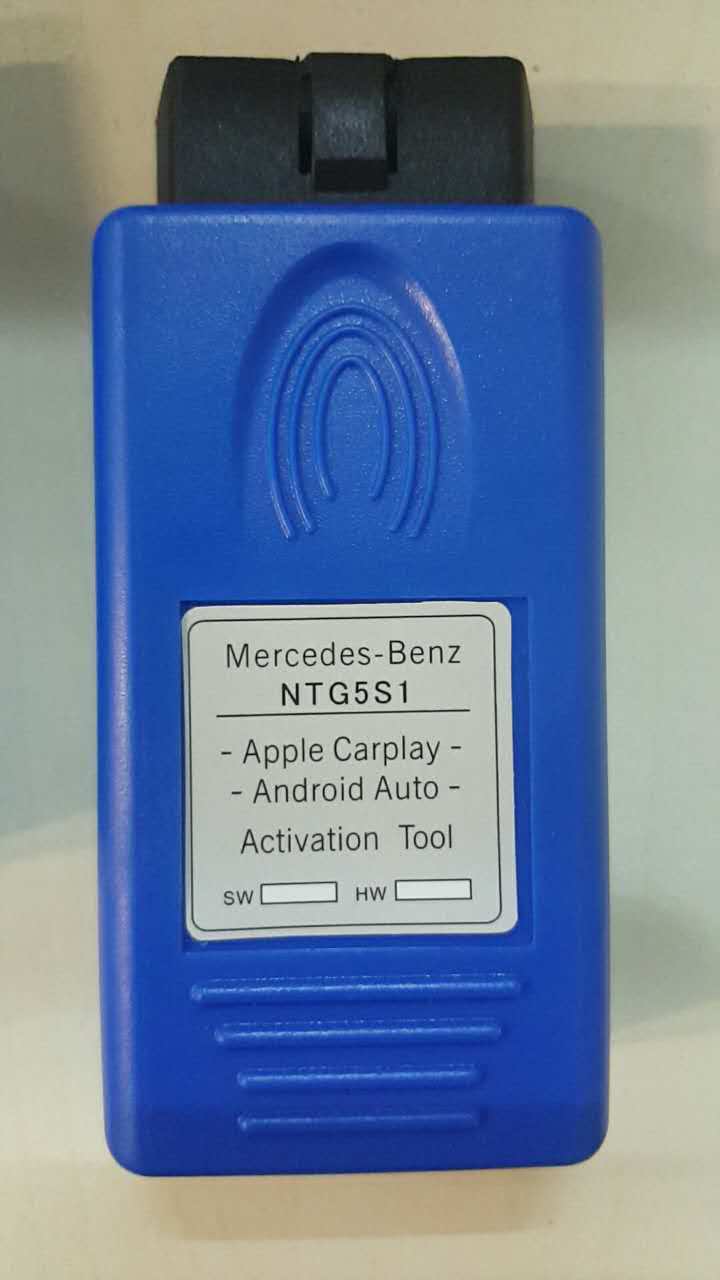 Mercedes-Benz
NTG5S1
- Apple Carplay -
- Android Auto -
Activation Tool
SW HW